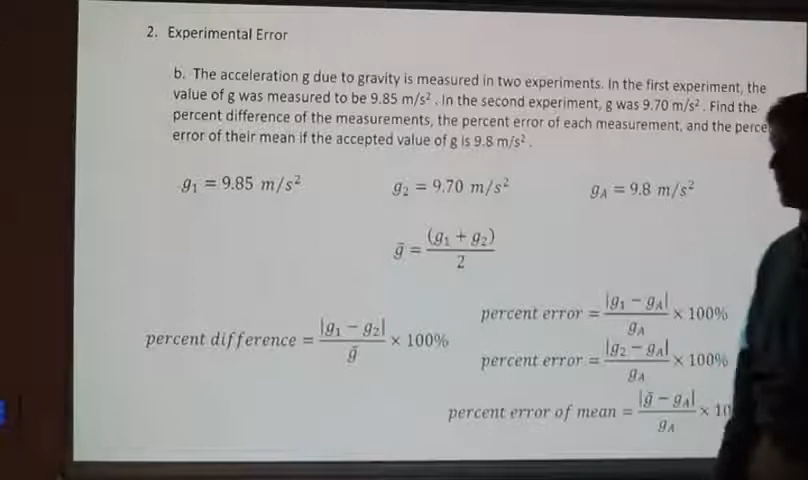 2. Experimental Error
b. The acceleration g due to gravity is measured in two experiments. In the first experiment, the
value of g was measured to be 9.85 m/s². In the second experiment, g was 9.70 m/s². Find the
percent difference of the measurements, the percent error of each measurement, and the perce
error of their mean if the accepted value of g is 9.8 m/s².
g₁ = 9.85 m/s² g₂ = 9.70 m/s² g_A = 9.8 m/s²
ḡ = (g₁ + g₂) / 2
percent error = |g₁ − g_A| / g_A × 100%
percent difference = |g₁ − g₂| / ḡ × 100%
percent error = |g₂ − g_A| / g_A × 100%
percent error of mean = |ḡ − g_A| / g_A × 10